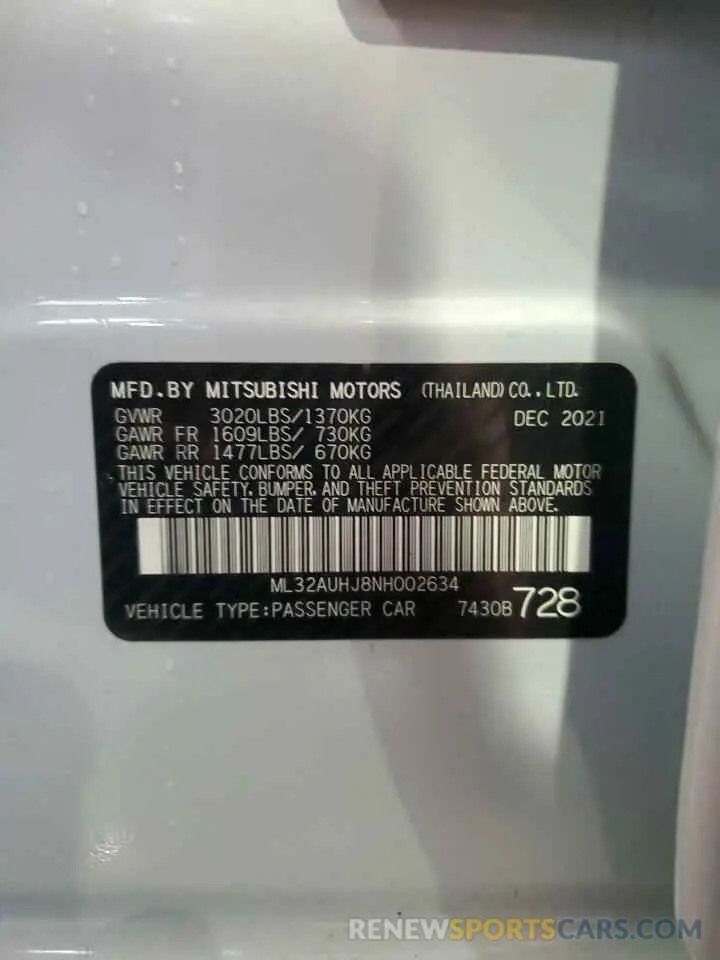 MFD.BY MITSUBISHI MOTORS (THAILAND) CO., LTD.
GVWR 3020LBS/1370KG DEC 2021
GAWR FR 1609LBS/ 730KG
GAWR RR 1477LBS/ 670KG
THIS VEHICLE CONFORMS TO ALL APPLICABLE FEDERAL MOTOR
VEHICLE SAFETY, BUMPER, AND THEFT PREVENTION STANDARDS
IN EFFECT ON THE DATE OF MANUFACTURE SHOWN ABOVE.
ML32AUHJ8NH002634
VEHICLE TYPE:PASSENGER CAR 7430B 728
RENEWSPORTSCARS.COM